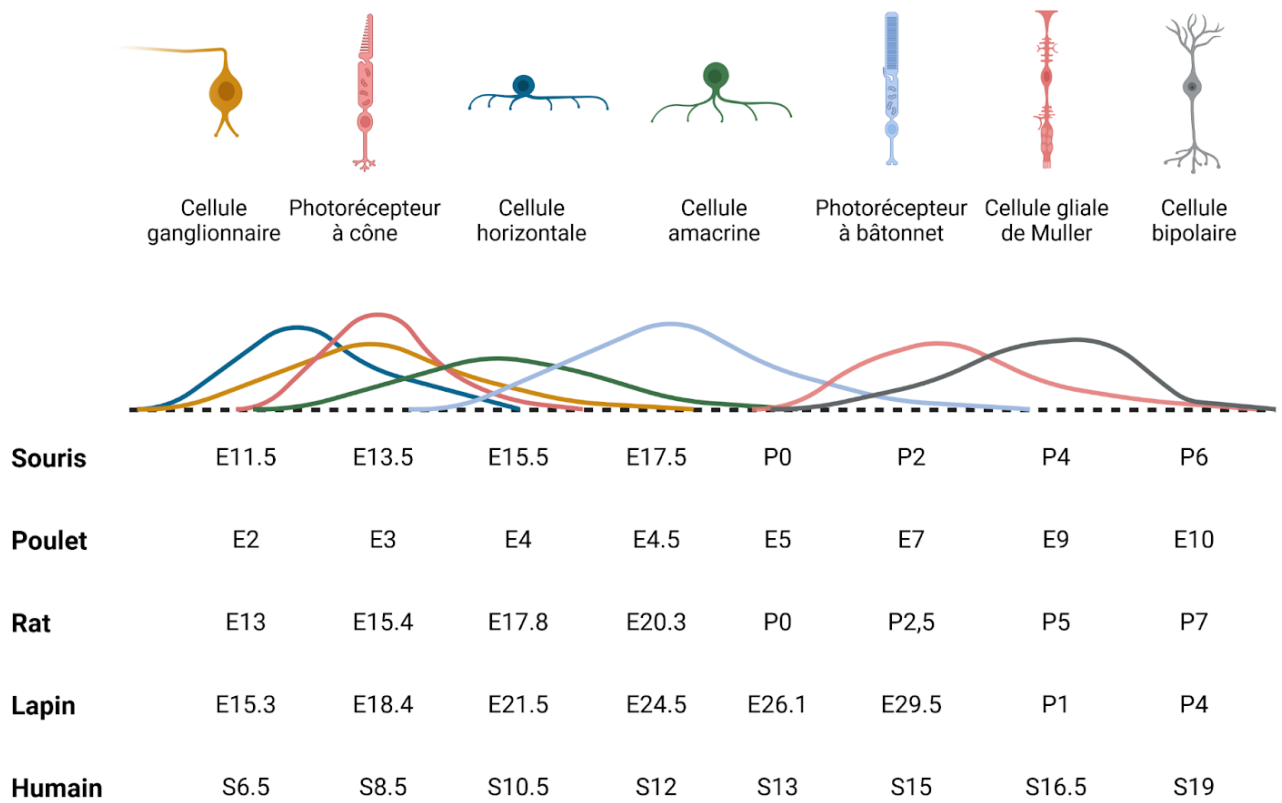 Cellule ganglionnaire
Photorécepteur à cône
Cellule horizontale
Cellule amacrine
Photorécepteur à bâtonnet
Cellule gliale de Muller
Cellule bipolaire
Souris E11.5 E13.5 E15.5 E17.5 P0 P2 P4 P6
Poulet E2 E3 E4 E4.5 E5 E7 E9 E10
Rat E13 E15.4 E17.8 E20.3 P0 P2,5 P5 P7
Lapin E15.3 E18.4 E21.5 E24.5 E26.1 E29.5 P1 P4
Humain S6.5 S8.5 S10.5 S12 S13 S15 S16.5 S19